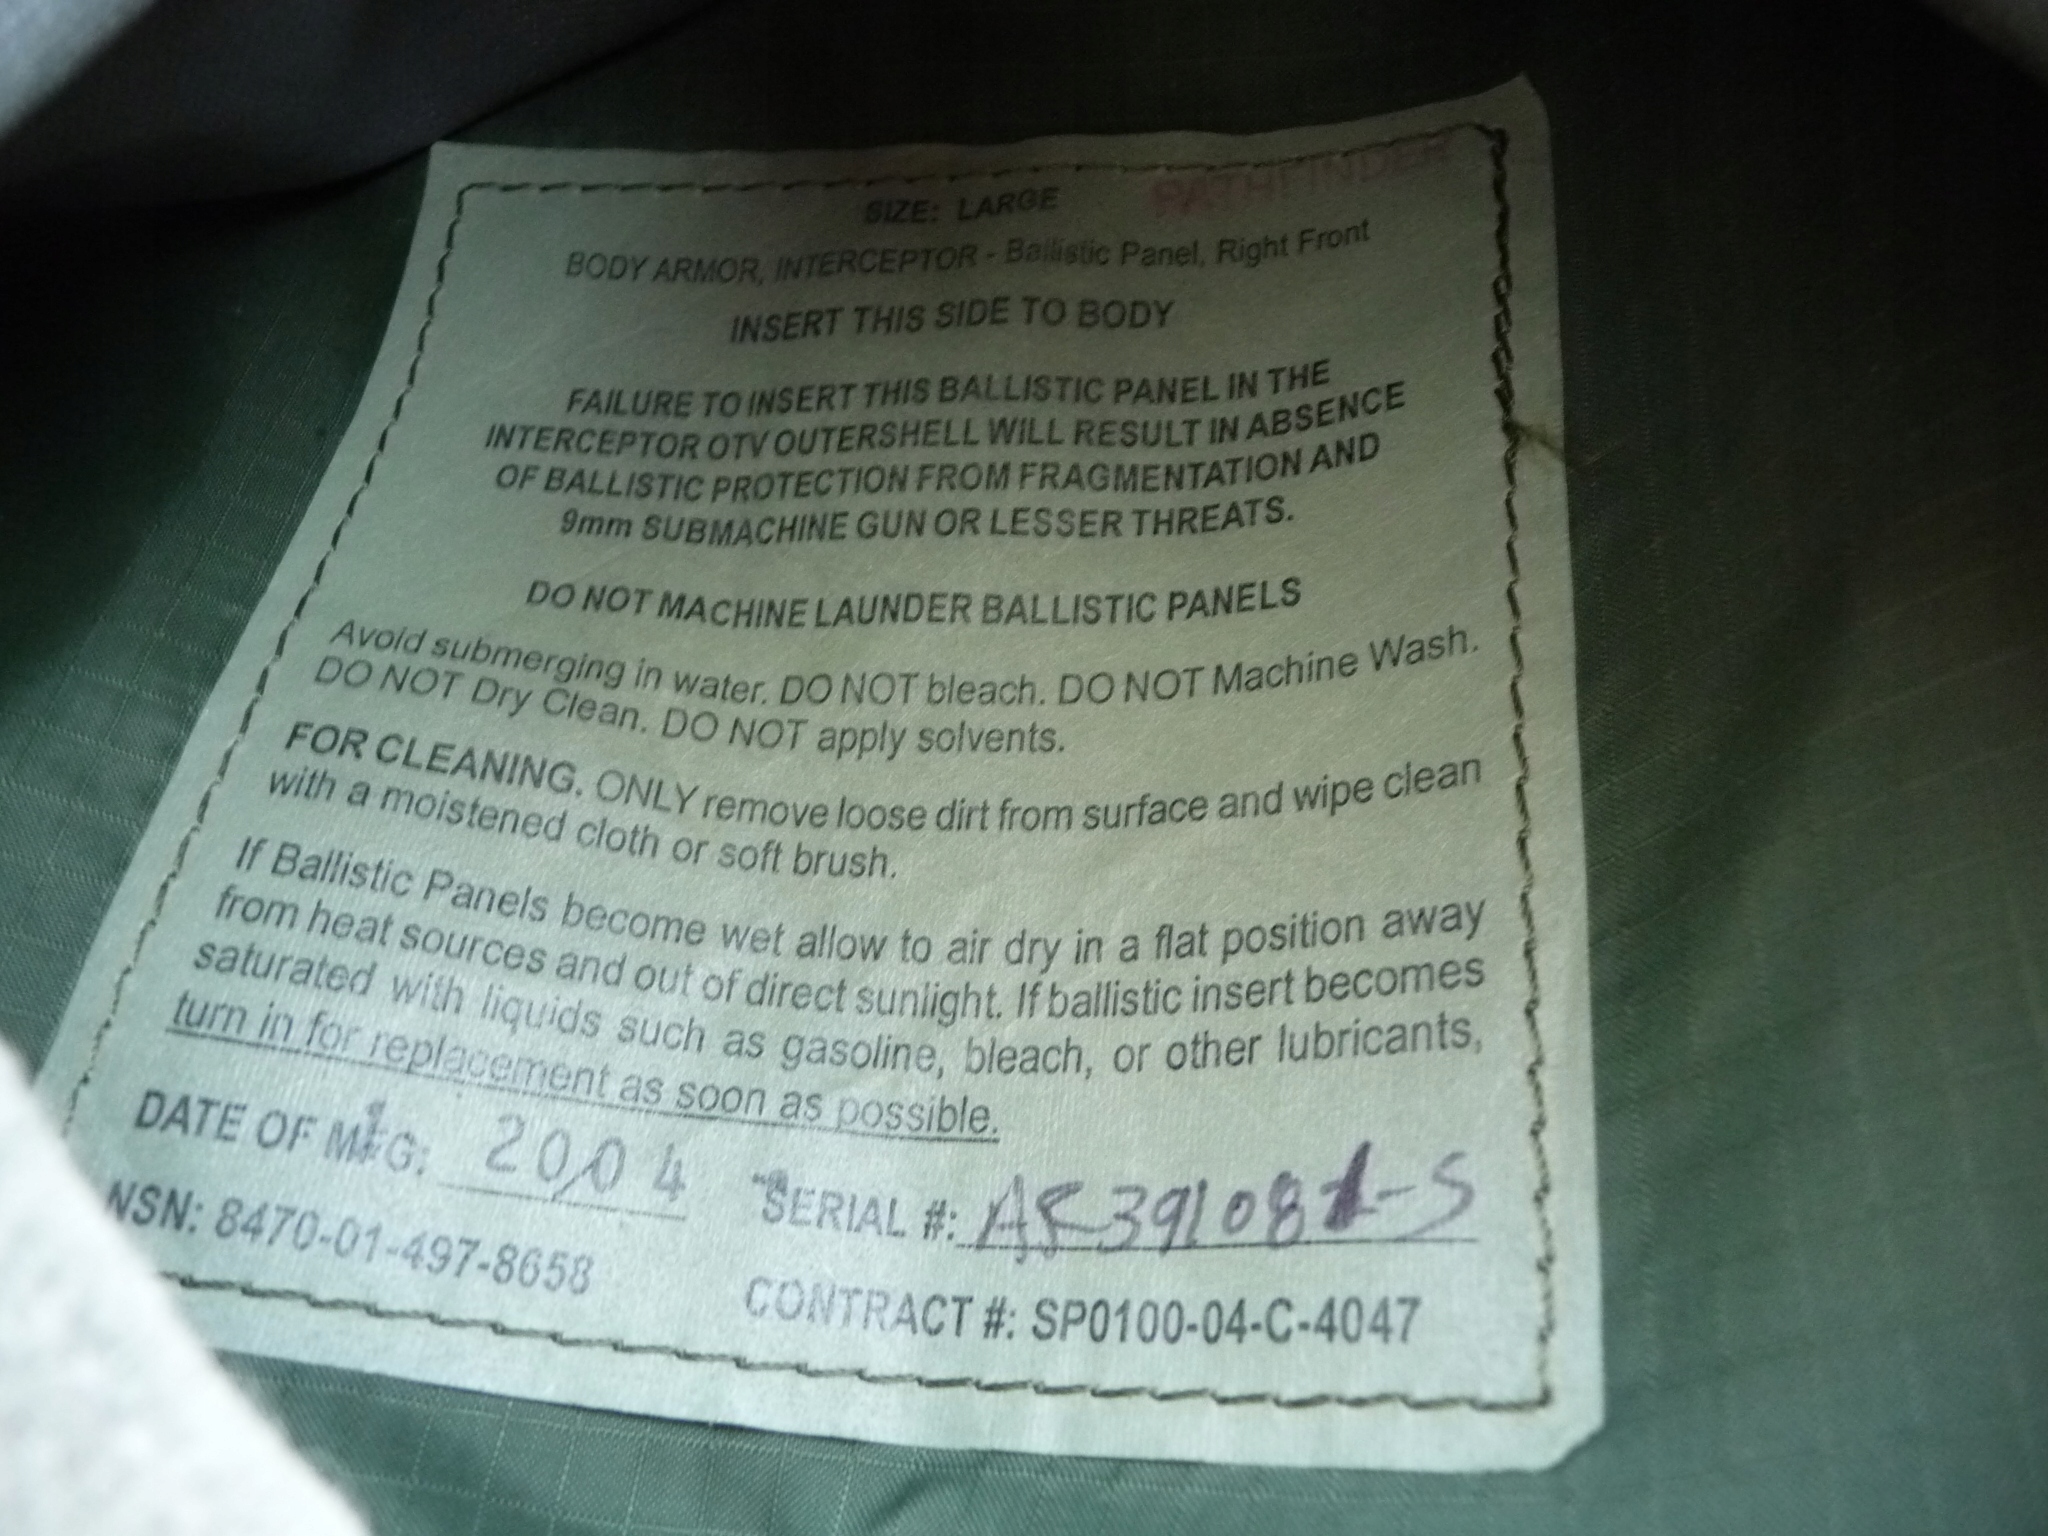 PATHFINDER
SIZE: LARGE
BODY ARMOR, INTERCEPTOR - Ballistic Panel, Right Front
INSERT THIS SIDE TO BODY
FAILURE TO INSERT THIS BALLISTIC PANEL IN THE
INTERCEPTOR OTV OUTERSHELL WILL RESULT IN ABSENCE
OF BALLISTIC PROTECTION FROM FRAGMENTATION AND
9mm SUBMACHINE GUN OR LESSER THREATS.
DO NOT MACHINE LAUNDER BALLISTIC PANELS
Avoid submerging in water. DO NOT bleach. DO NOT Machine Wash.
DO NOT Dry Clean. DO NOT apply solvents.
FOR CLEANING. ONLY remove loose dirt from surface and wipe clean
with a moistened cloth or soft brush.
If Ballistic Panels become wet allow to air dry in a flat position away
from heat sources and out of direct sunlight. If ballistic insert becomes
saturated with liquids such as gasoline, bleach, or other lubricants,
turn in for replacement as soon as possible.
DATE OF MFG: 2004 SERIAL #:
NSN: 8470-01-497-8658 CONTRACT #: SP0100-04-C-4047